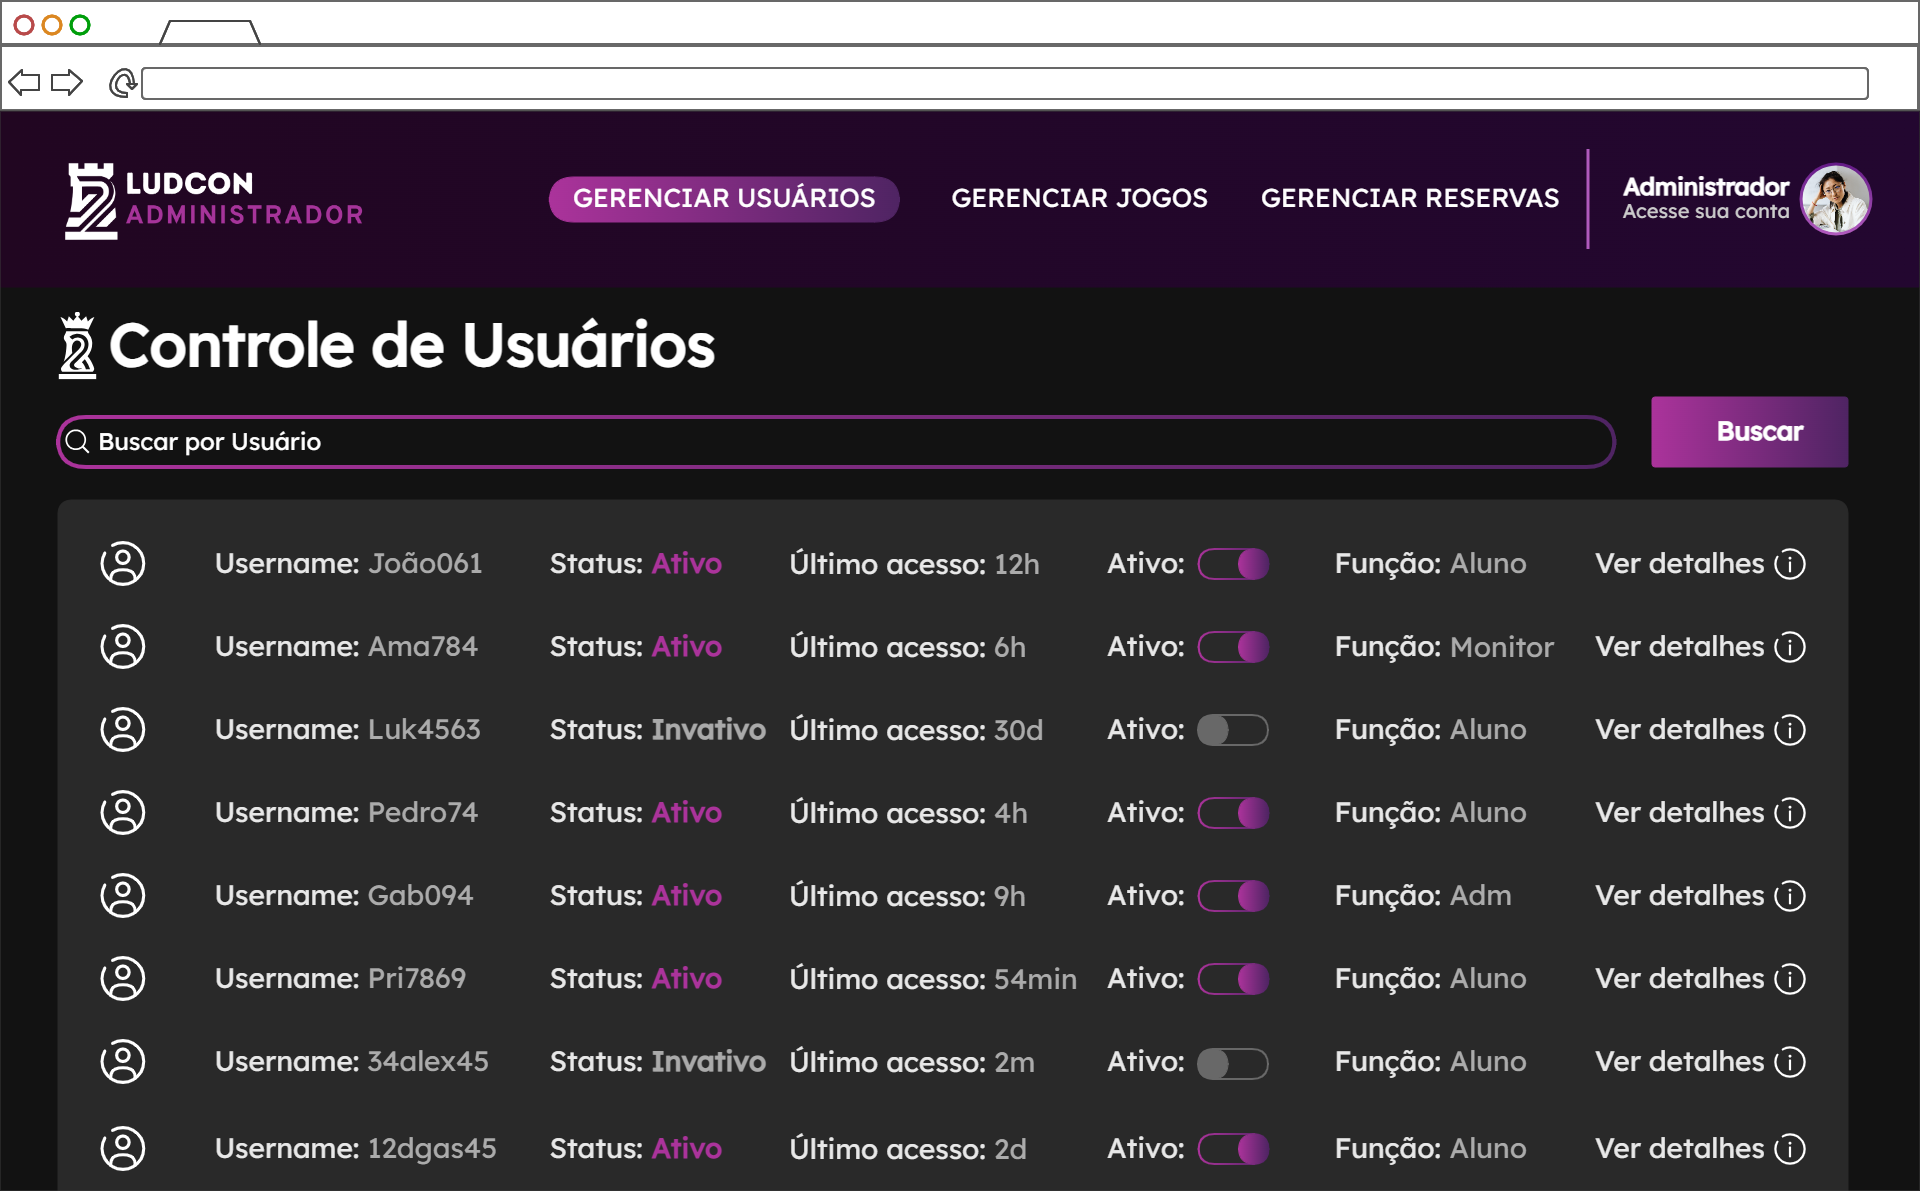 LUDCON
ADMINISTRADOR
GERENCIAR USUÁRIOS GERENCIAR JOGOS GERENCIAR RESERVAS
Administrador
Acesse sua conta
Controle de Usuários
Buscar por Usuário
Buscar
Username: João061 Status: Ativo Último acesso: 12h Ativo: Função: Aluno Ver detalhes
Username: Ama784 Status: Ativo Último acesso: 6h Ativo: Função: Monitor Ver detalhes
Username: Luk4563 Status: Invativo Último acesso: 30d Ativo: Função: Aluno Ver detalhes
Username: Pedro74 Status: Ativo Último acesso: 4h Ativo: Função: Aluno Ver detalhes
Username: Gab094 Status: Ativo Último acesso: 9h Ativo: Função: Adm Ver detalhes
Username: Pri7869 Status: Ativo Último acesso: 54min Ativo: Função: Aluno Ver detalhes
Username: 34alex45 Status: Invativo Último acesso: 2m Ativo: Função: Aluno Ver detalhes
Username: 12dgas45 Status: Ativo Último acesso: 2d Ativo: Função: Aluno Ver detalhes